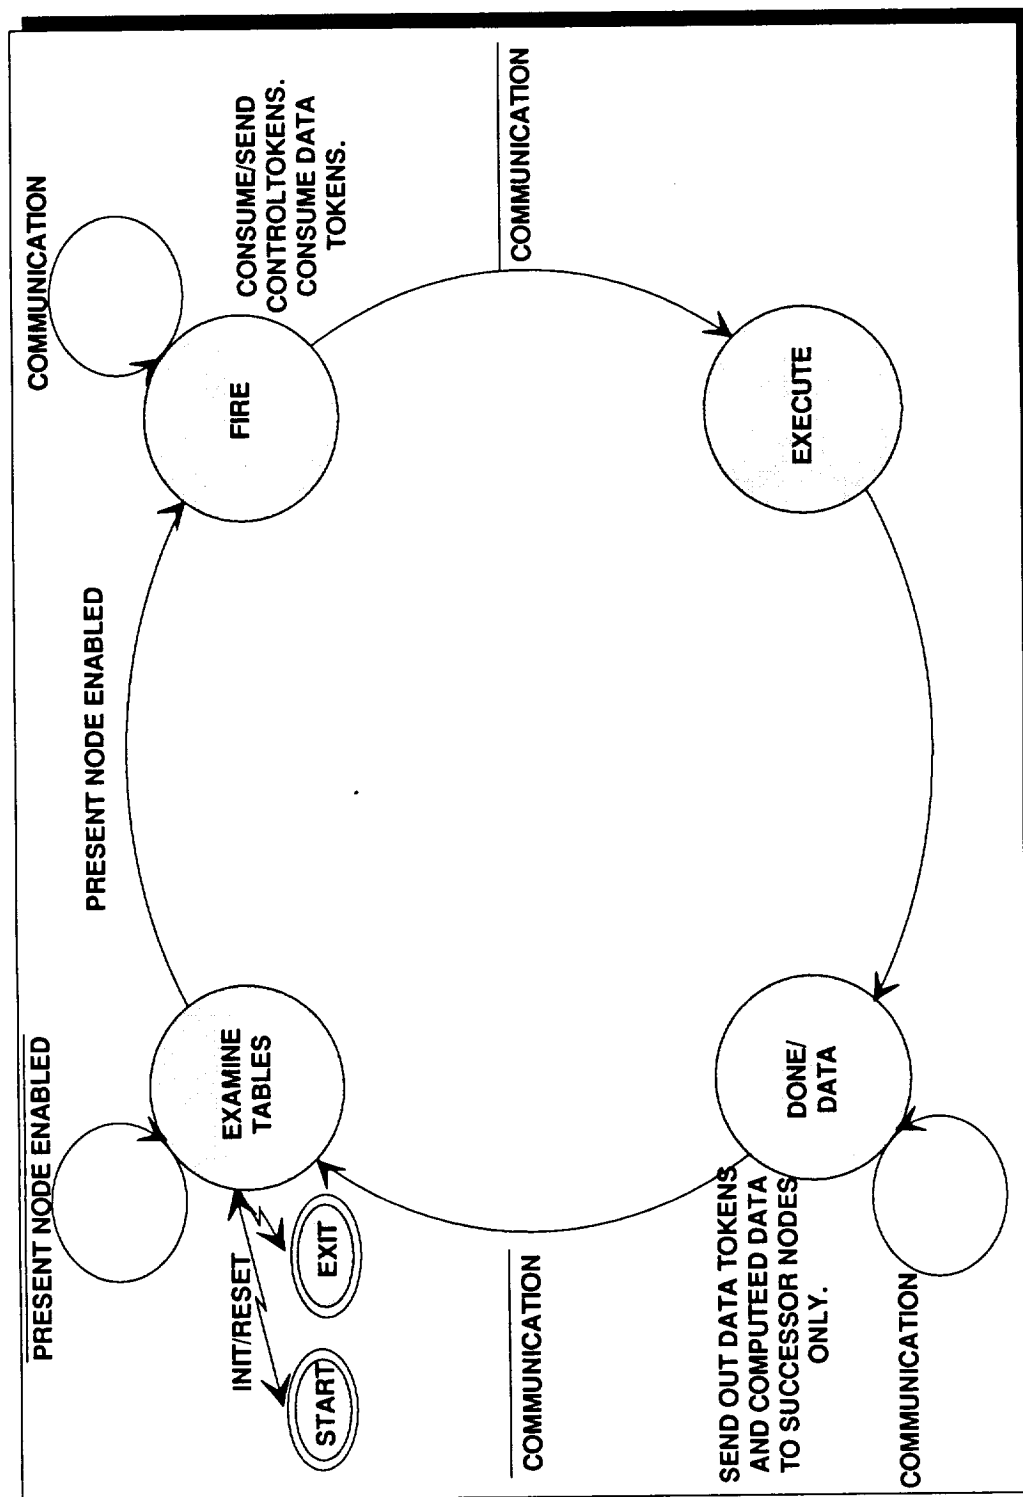 PRESENT NODE ENABLED
COMMUNICATION
PRESENT NODE ENABLED
EXAMINE
TABLES
FIRE
CONSUME/SEND
CONTROLTOKENS.
CONSUME DATA
TOKENS.
INIT/RESET
START
EXIT
COMMUNICATION
COMMUNICATION
SEND OUT DATA TOKENS
AND COMPUTEED DATA
TO SUCCESSOR NODES
ONLY.
DONE/
DATA
EXECUTE
COMMUNICATION